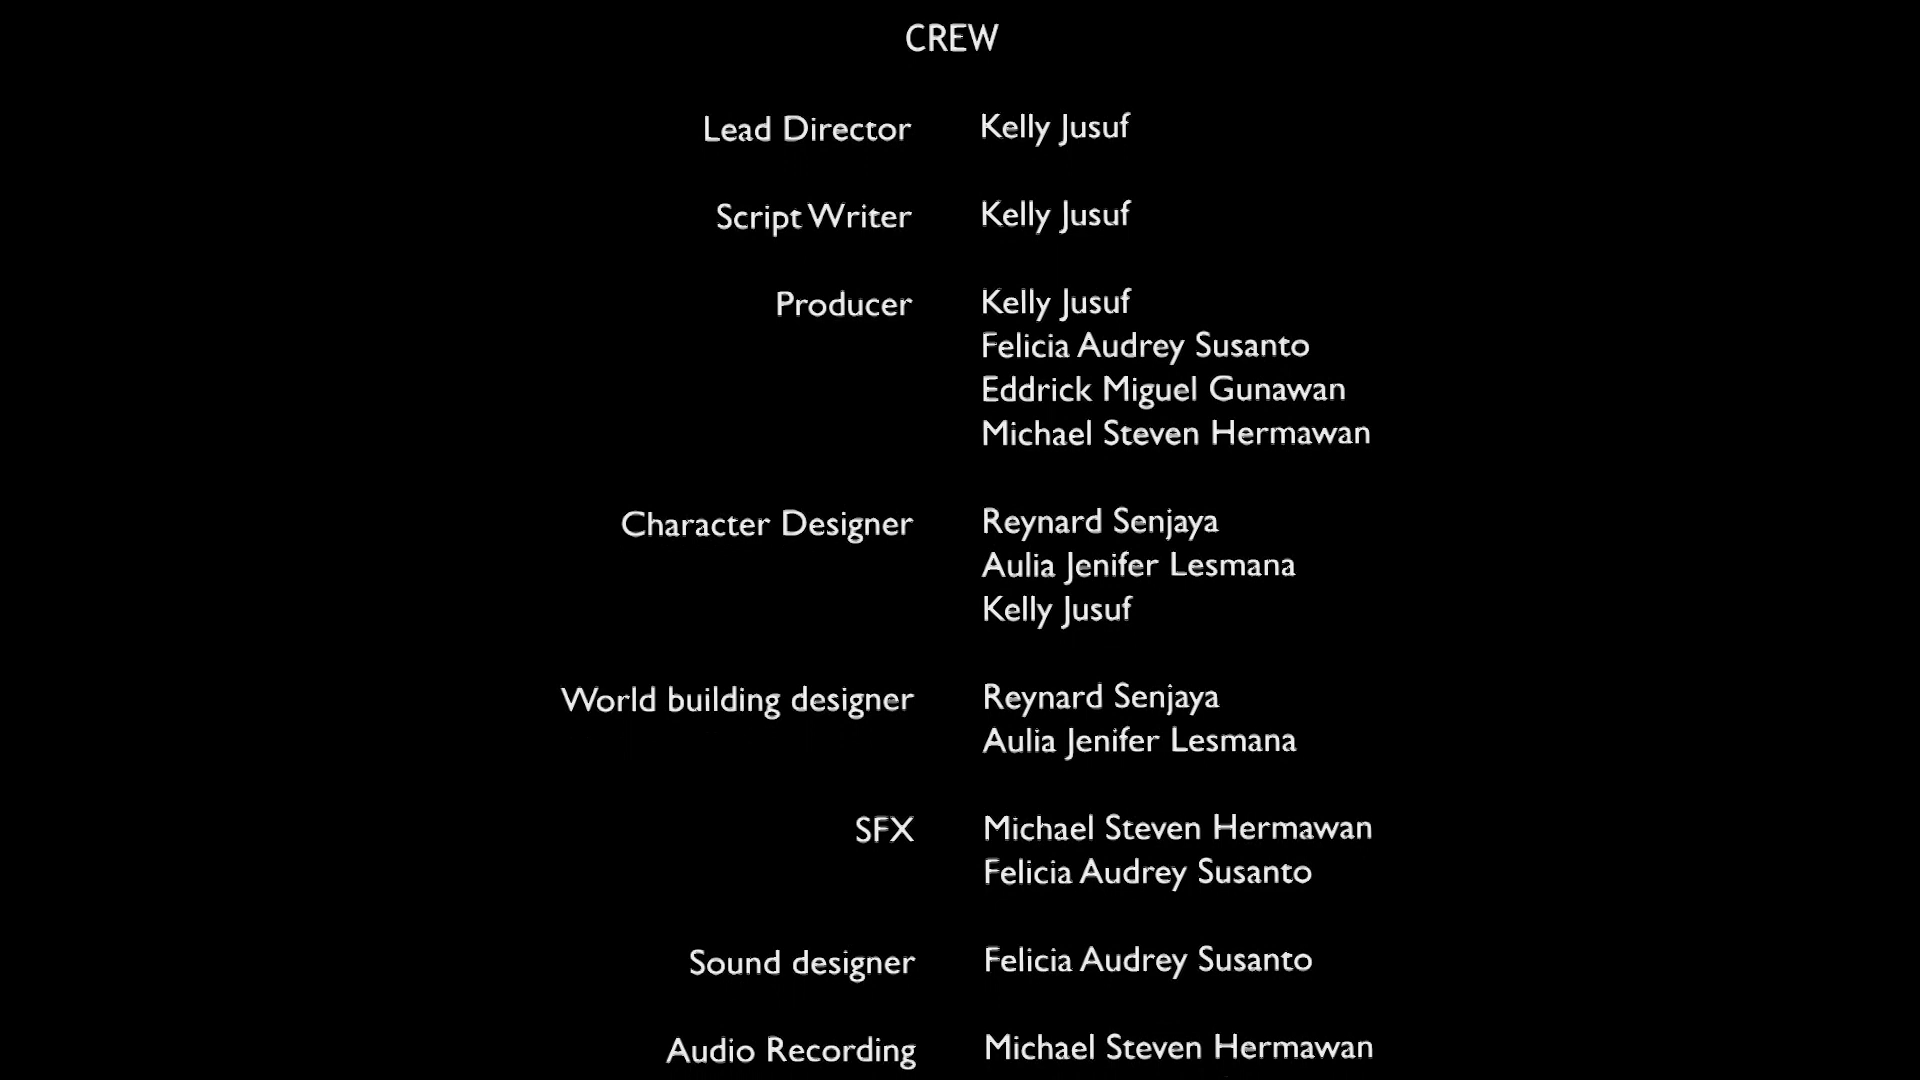 CREW
Lead Director Kelly Jusuf
Script Writer Kelly Jusuf
Producer Kelly Jusuf
Felicia Audrey Susanto
Eddrick Miguel Gunawan
Michael Steven Hermawan
Character Designer Reynard Senjaya
Aulia Jenifer Lesmana
Kelly Jusuf
World building designer Reynard Senjaya
Aulia Jenifer Lesmana
SFX Michael Steven Hermawan
Felicia Audrey Susanto
Sound designer Felicia Audrey Susanto
Audio Recording Michael Steven Hermawan